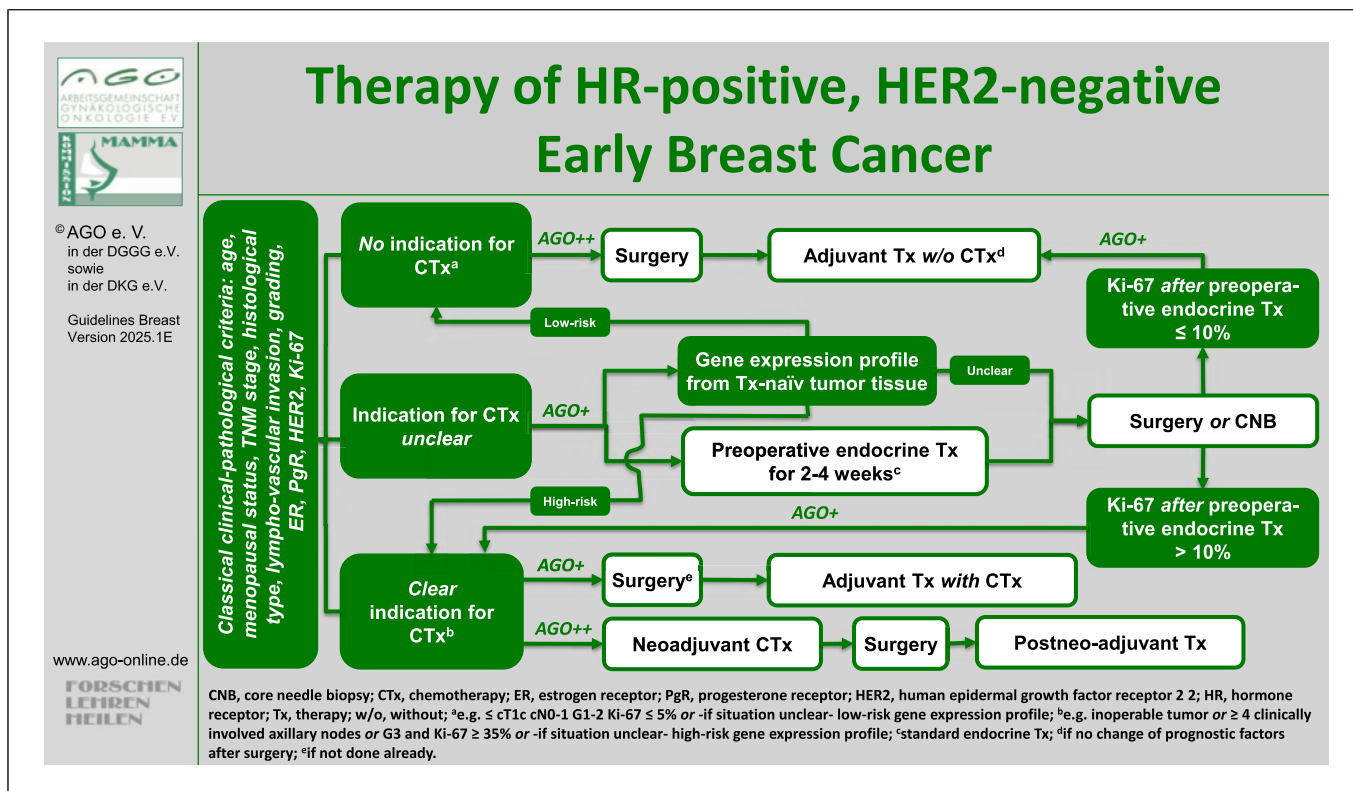 Therapy of HR-positive, HER2-negative
Early Breast Cancer
AGO
ARBEITSGEMEINSCHAFT
GYNÄKOLOGISCHE
ONKOLOGIE E.V.
KOMMISSION
MAMMA
© AGO e. V.
in der DGGG e.V.
sowie
in der DKG e.V.
Guidelines Breast
Version 2025.1E
www.ago-online.de
FORSCHEN
LEHREN
HEILEN
Classical clinical-pathological criteria: age,
menopausal status, TNM stage, histological
type, lympho-vascular invasion, grading,
ER, PgR, HER2, Ki-67
No indication for
CTxª
AGO++
Surgery
Adjuvant Tx w/o CTxᵈ
AGO+
Ki-67 after preopera-
tive endocrine Tx
≤ 10%
Low-risk
Gene expression profile
from Tx-naïv tumor tissue
Unclear
Indication for CTx
unclear
AGO+
Surgery or CNB
Preoperative endocrine Tx
for 2-4 weeksᶜ
High-risk
AGO+
Ki-67 after preopera-
tive endocrine Tx
> 10%
Clear
indication for
CTxᵇ
AGO+
Surgeryᵉ
Adjuvant Tx with CTx
AGO++
Neoadjuvant CTx
Surgery
Postneo-adjuvant Tx
CNB, core needle biopsy; CTx, chemotherapy; ER, estrogen receptor; PgR, progesterone receptor; HER2, human epidermal growth factor receptor 2 2; HR, hormone
receptor; Tx, therapy; w/o, without; ªe.g. ≤ cT1c cN0-1 G1-2 Ki-67 ≤ 5% or -if situation unclear- low-risk gene expression profile; ᵇe.g. inoperable tumor or ≥ 4 clinically
involved axillary nodes or G3 and Ki-67 ≥ 35% or -if situation unclear- high-risk gene expression profile; ᶜstandard endocrine Tx; ᵈif no change of prognostic factors
after surgery; ᵉif not done already.